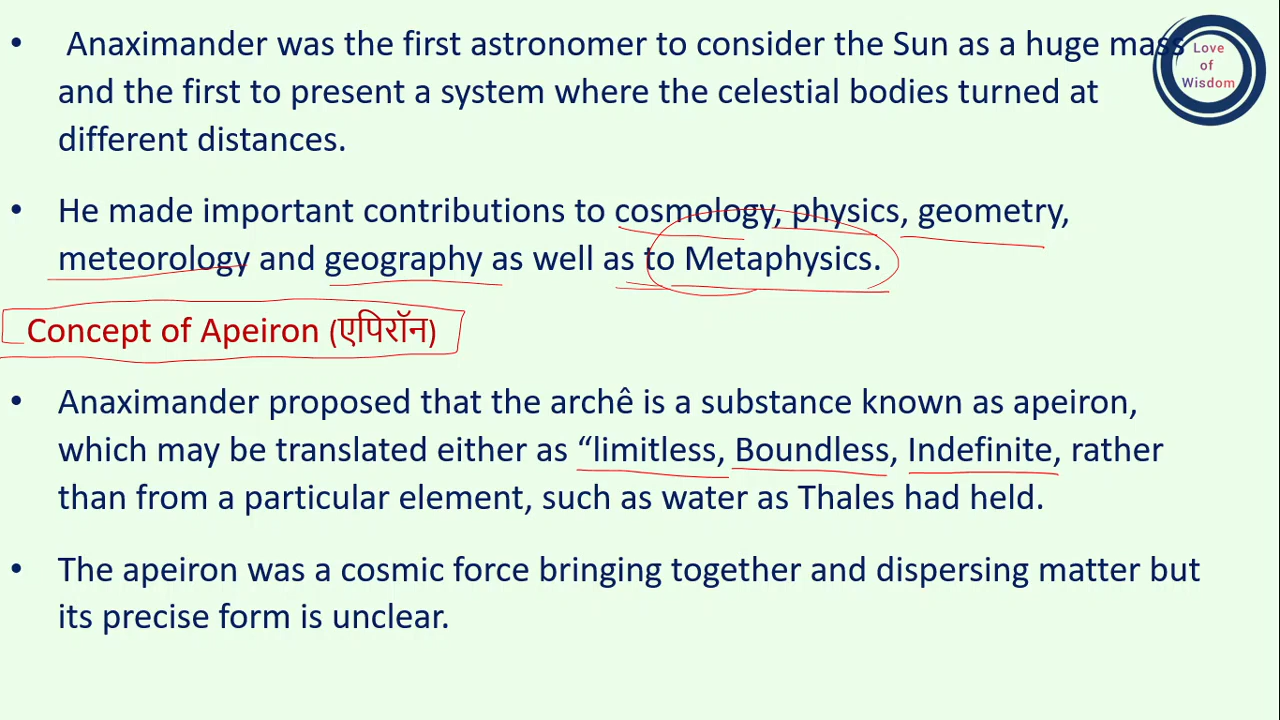 • Anaximander was the first astronomer to consider the Sun as a huge mass
and the first to present a system where the celestial bodies turned at
different distances.
Love
of
Wisdom
• He made important contributions to cosmology, physics, geometry,
meteorology and geography as well as to Metaphysics.
Concept of Apeiron (एपिरॉन)
• Anaximander proposed that the archê is a substance known as apeiron,
which may be translated either as “limitless, Boundless, Indefinite, rather
than from a particular element, such as water as Thales had held.
• The apeiron was a cosmic force bringing together and dispersing matter but
its precise form is unclear.